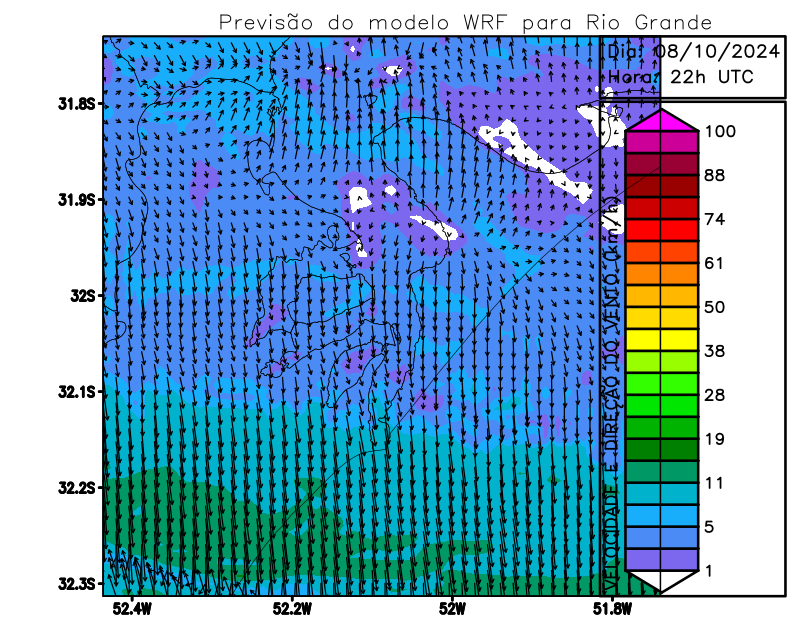 Previsão do modelo WRF para Rio Grande
Dia: 08/10/2024
Hora: 22h UTC
31.8S
31.9S
32S
32.1S
32.2S
32.3S
52.4W
52.2W
52W
51.8W
VELOCIDADE E DIREÇÃO DO VENTO (km/h)
100
88
74
61
50
38
28
19
11
5
1